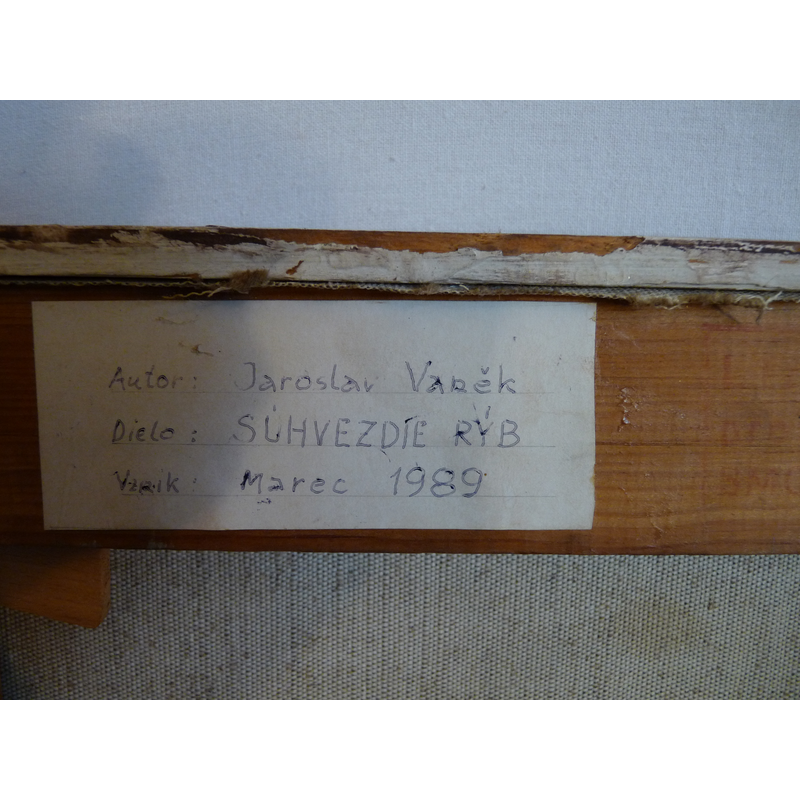 Autor: Jaroslav Vaněk
Dielo: SÚHVEZDIE RÝB
Vznik: Marec 1989